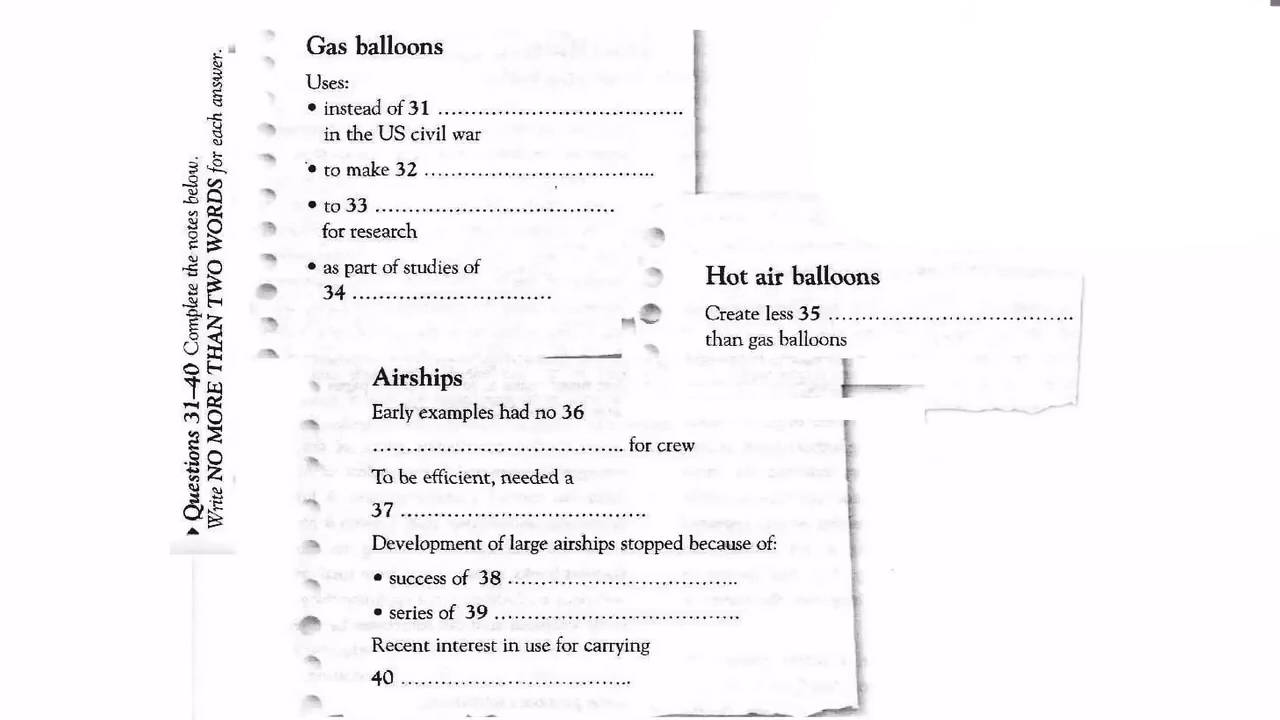 ▸ Questions 31–40 Complete the notes below.
Write NO MORE THAN TWO WORDS for each answer.
Gas balloons
Uses:
• instead of 31 ....................................
in the US civil war
• to make 32 ..................................
• to 33 ...................................
for research
• as part of studies of
34 .............................
Hot air balloons
Create less 35 ....................................
than gas balloons
Airships
Early examples had no 36
..................................... for crew
To be efficient, needed a
37 ....................................
Development of large airships stopped because of:
• success of 38 ..................................
• series of 39 ....................................
Recent interest in use for carrying
40 ..................................